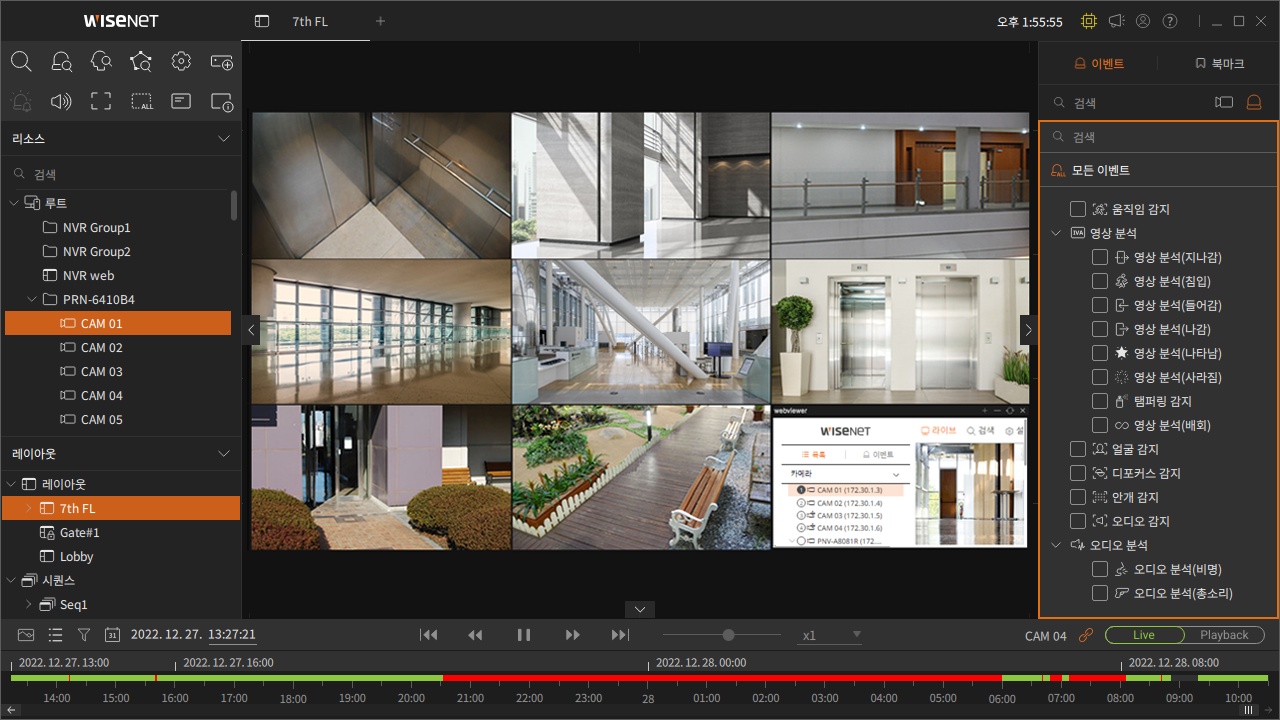 WISENET
7th FL
오후 1:55:55
이벤트
북마크
검색
ALL
리소스
검색
루트
NVR Group1
NVR Group2
NVR web
PRN-6410B4
CAM 01
CAM 02
CAM 03
CAM 04
CAM 05
레이아웃
레이아웃
7th FL
Gate#1
Lobby
시퀀스
Seq1
webviewer
WISENET
라이브
검색
설
목록
이벤트
카메라
1 CAM 01 (172.30.1.3)
2 CAM 02 (172.30.1.4)
3 CAM 03 (172.30.1.5)
4 CAM 04 (172.30.1.6)
PNV-A8081R (172....
검색
ALL 모든 이벤트
움직임 감지
IVA 영상 분석
영상 분석(지나감)
영상 분석(침입)
영상 분석(들어감)
영상 분석(나감)
영상 분석(나타남)
영상 분석(사라짐)
탬퍼링 감지
영상 분석(배회)
얼굴 감지
디포커스 감지
안개 감지
오디오 감지
오디오 분석
오디오 분석(비명)
오디오 분석(총소리)
31 2022. 12. 27. 13:27:21
x1
CAM 04
Live
Playback
2022. 12. 27. 13:00 2022. 12. 27. 16:00 2022. 12. 28. 00:00 2022. 12. 28. 08:00
14:00 15:00 16:00 17:00 18:00 19:00 20:00 21:00 22:00 23:00 28 01:00 02:00 03:00 04:00 05:00 06:00 07:00 08:00 09:00 10:00